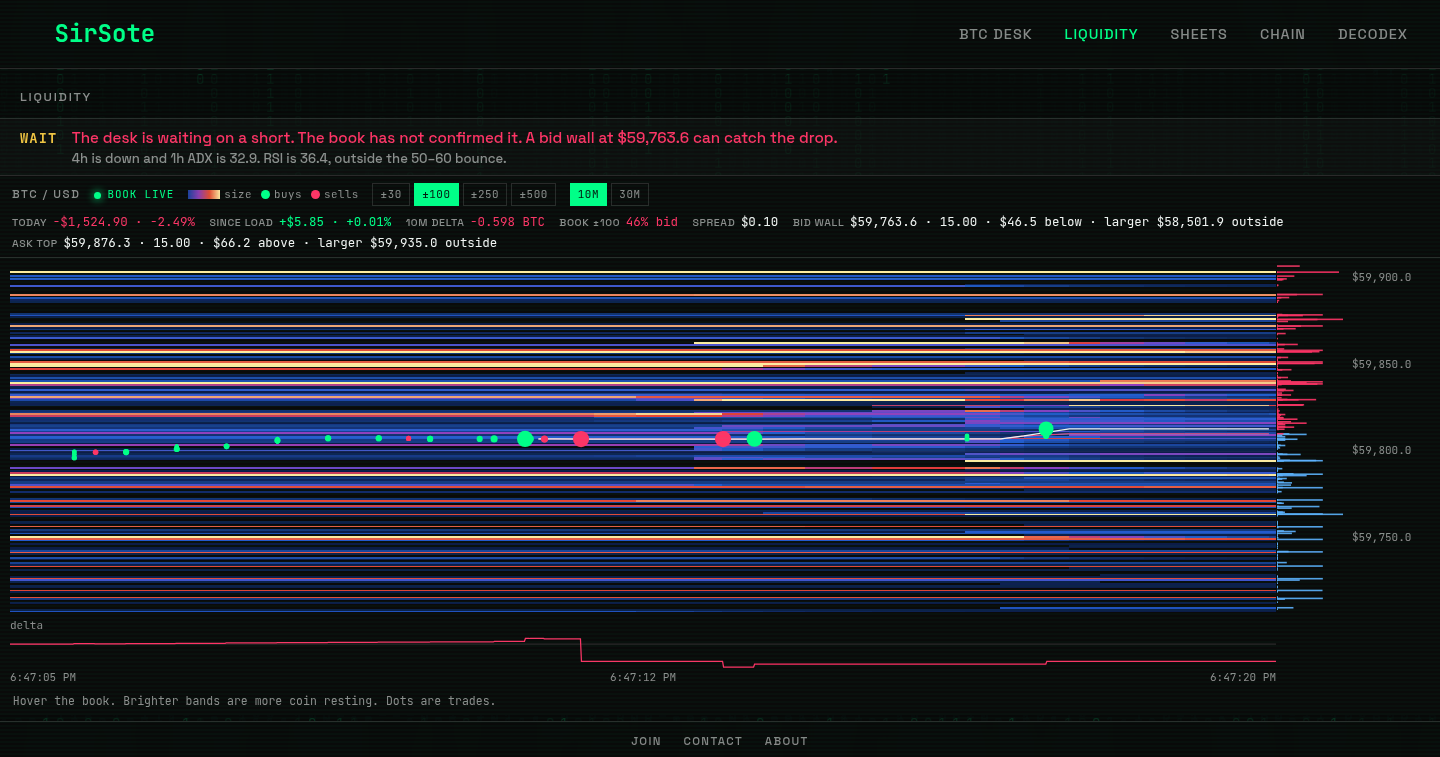 SirSote
BTC DESK LIQUIDITY SHEETS CHAIN DECODEX
LIQUIDITY
WAIT The desk is waiting on a short. The book has not confirmed it. A bid wall at $59,763.6 can catch the drop.
4h is down and 1h ADX is 32.9. RSI is 36.4, outside the 50–60 bounce.
BTC / USD BOOK LIVE size buys sells ±30 ±100 ±250 ±500 10M 30M
TODAY -$1,524.90 · -2.49% SINCE LOAD +$5.85 · +0.01% 10M DELTA -0.598 BTC BOOK ±100 46% bid SPREAD $0.10 BID WALL $59,763.6 · 15.00 · $46.5 below · larger $58,501.9 outside
ASK TOP $59,876.3 · 15.00 · $66.2 above · larger $59,935.0 outside
$59,900.0
$59,850.0
$59,800.0
$59,750.0
delta
6:47:05 PM 6:47:12 PM 6:47:20 PM
Hover the book. Brighter bands are more coin resting. Dots are trades.
JOIN CONTACT ABOUT